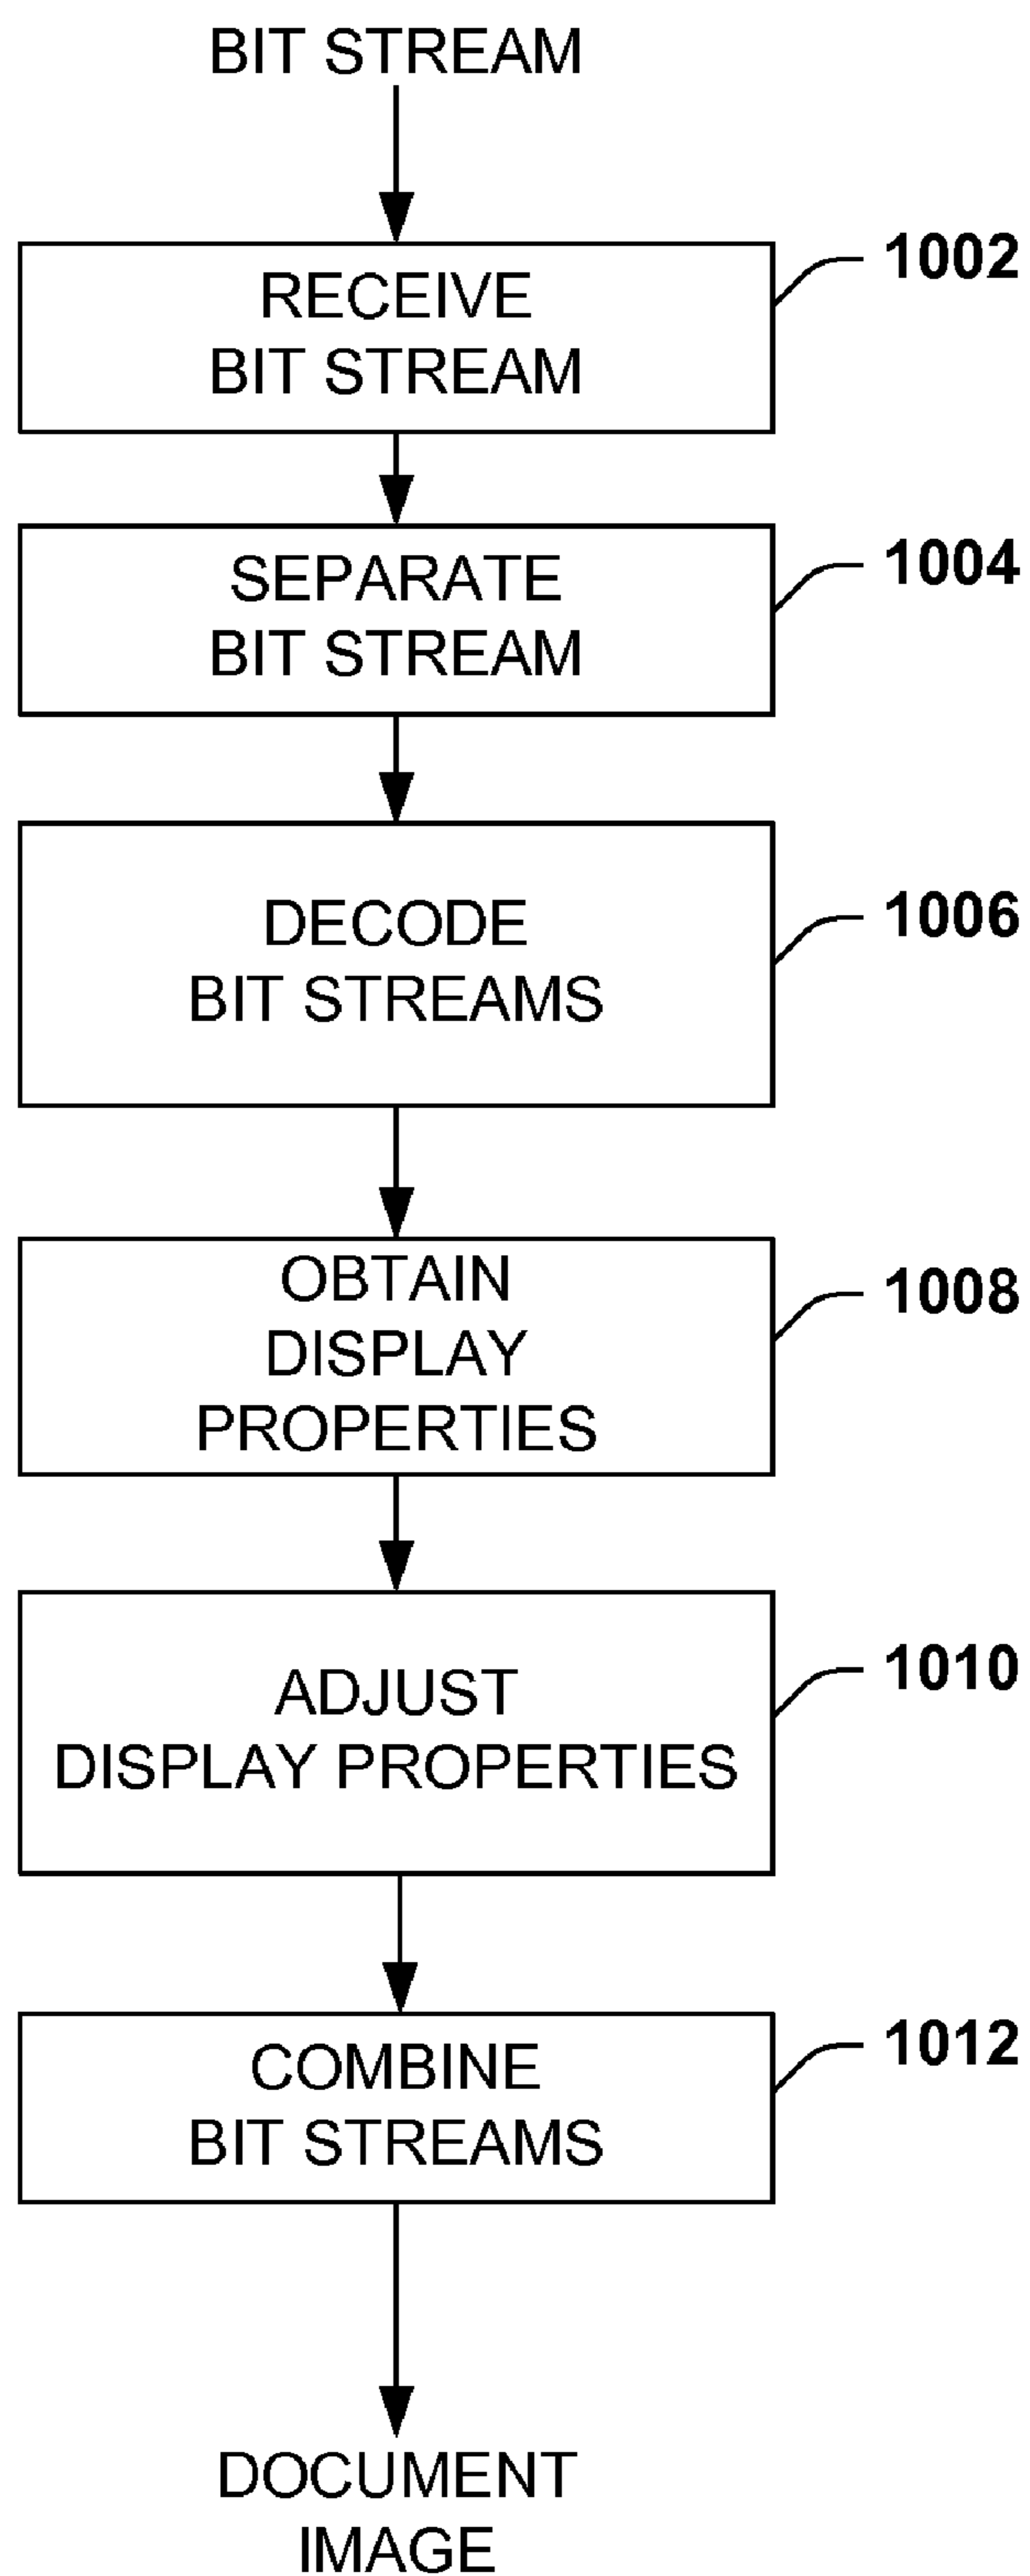 BIT STREAM
RECEIVE
BIT STREAM
1002
SEPARATE
BIT STREAM
1004
DECODE
BIT STREAMS
1006
OBTAIN
DISPLAY
PROPERTIES
1008
ADJUST
DISPLAY PROPERTIES
1010
COMBINE
BIT STREAMS
1012
DOCUMENT
IMAGE